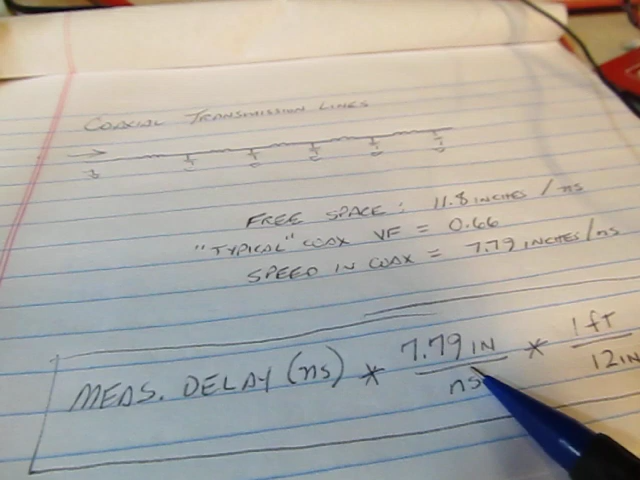 COAXIAL TRANSMISSION LINES
FREE SPACE: 11.8 INCHES / ns
"TYPICAL" COAX VF = 0.66
SPEED IN COAX = 7.79 INCHES/ns
MEAS. DELAY (ns) * 7.79 IN / ns * 1 ft / 12 IN